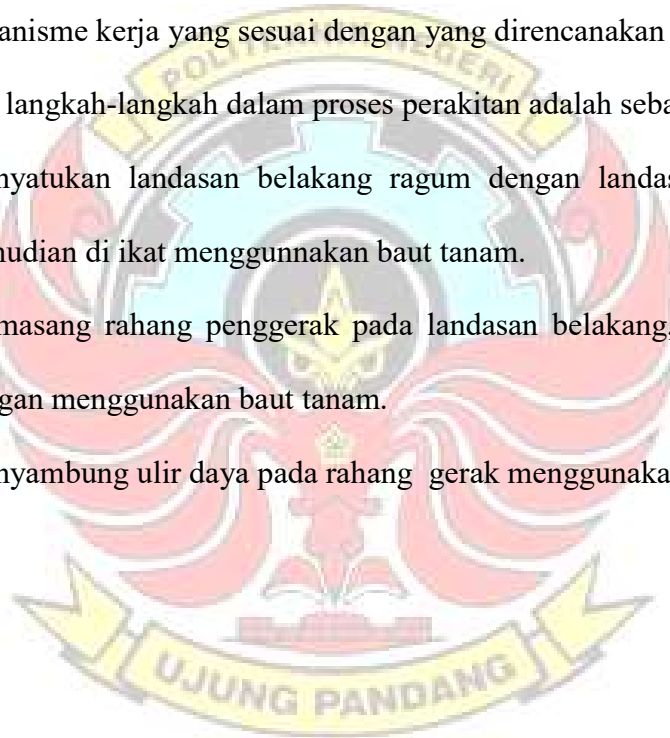 POLITEKNIK NEGERI
anisme kerja yang sesuai dengan yang direncanakan
langkah-langkah dalam proses perakitan adalah seba
nyatukan landasan belakang ragum dengan landas
mudian di ikat menggunnakan baut tanam.
masang rahang penggerak pada landasan belakang,
gan menggunakan baut tanam.
nyambung ulir daya pada rahang gerak menggunaka
UJUNG PANDANG